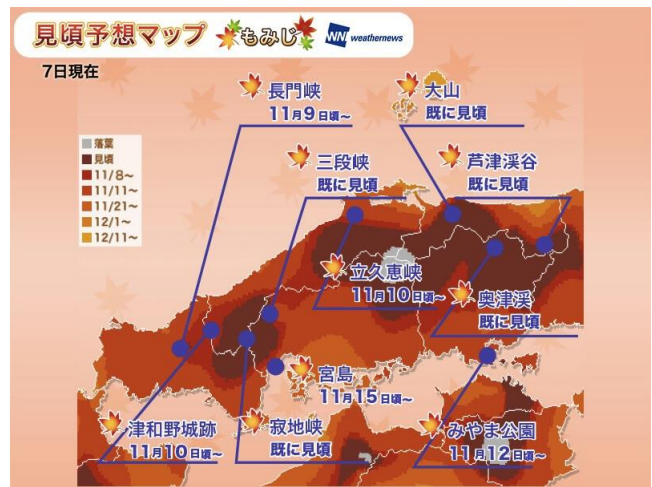 見頃予想マップ もみじ WNI weathernews
7日現在
長門峡
11月9日頃~
大山
既に見頃
三段峡
既に見頃
芦津渓谷
既に見頃
落葉
見頃
11/8~
11/11~
11/21~
12/1~
12/11~
立久恵峡
11月10日頃~
奥津渓
既に見頃
宮島
11月15日頃~
津和野城跡
11月10日頃~
寂地峡
既に見頃
みやま公園
11月12日頃~